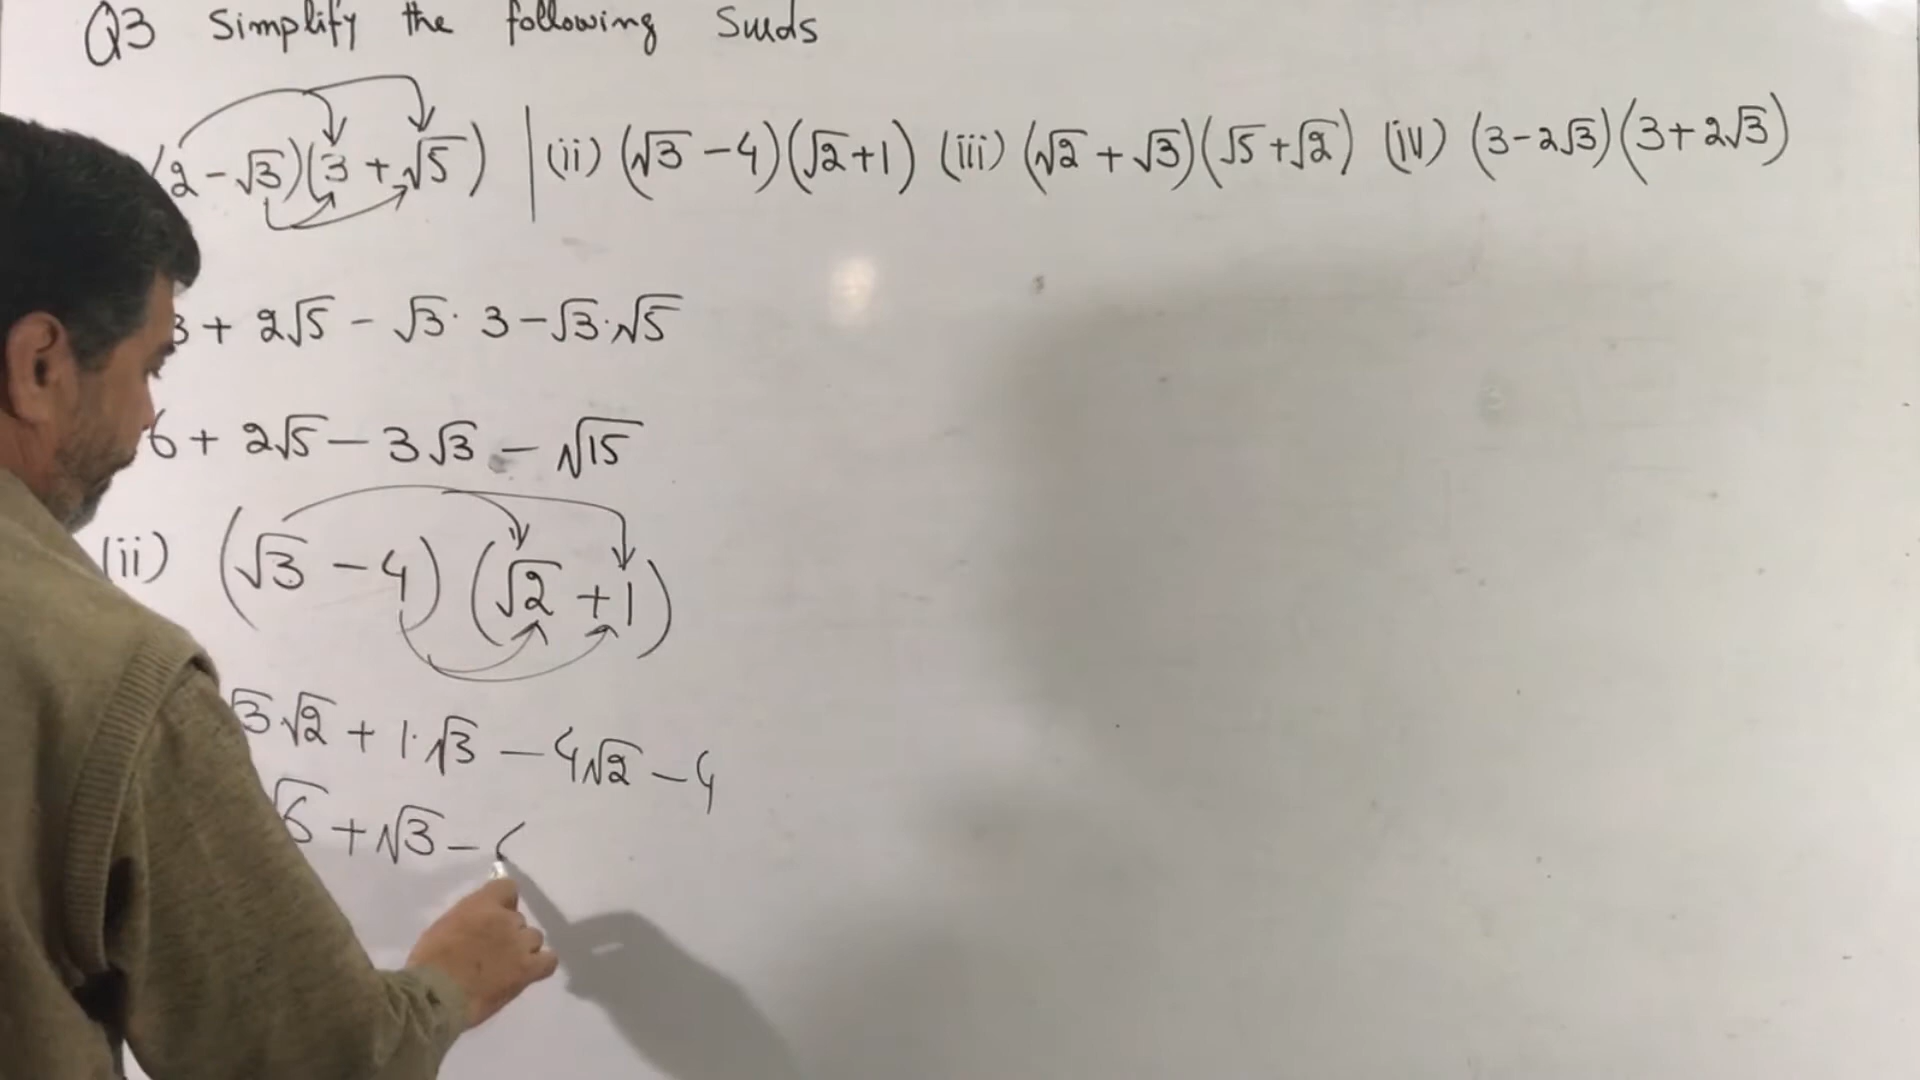 Q3 Simplify the following Surds
(2-√3)(3+√5) | (ii) (√3-4)(√2+1) (iii) (√2+√3)(√5+√2) (iv) (3-2√3)(3+2√3)
3+2√5-√3·3-√3·√5
6+2√5-3√3-√15
(ii) (√3-4)(√2+1)
√3√2+1·√3-4√2-4
√6+√3-